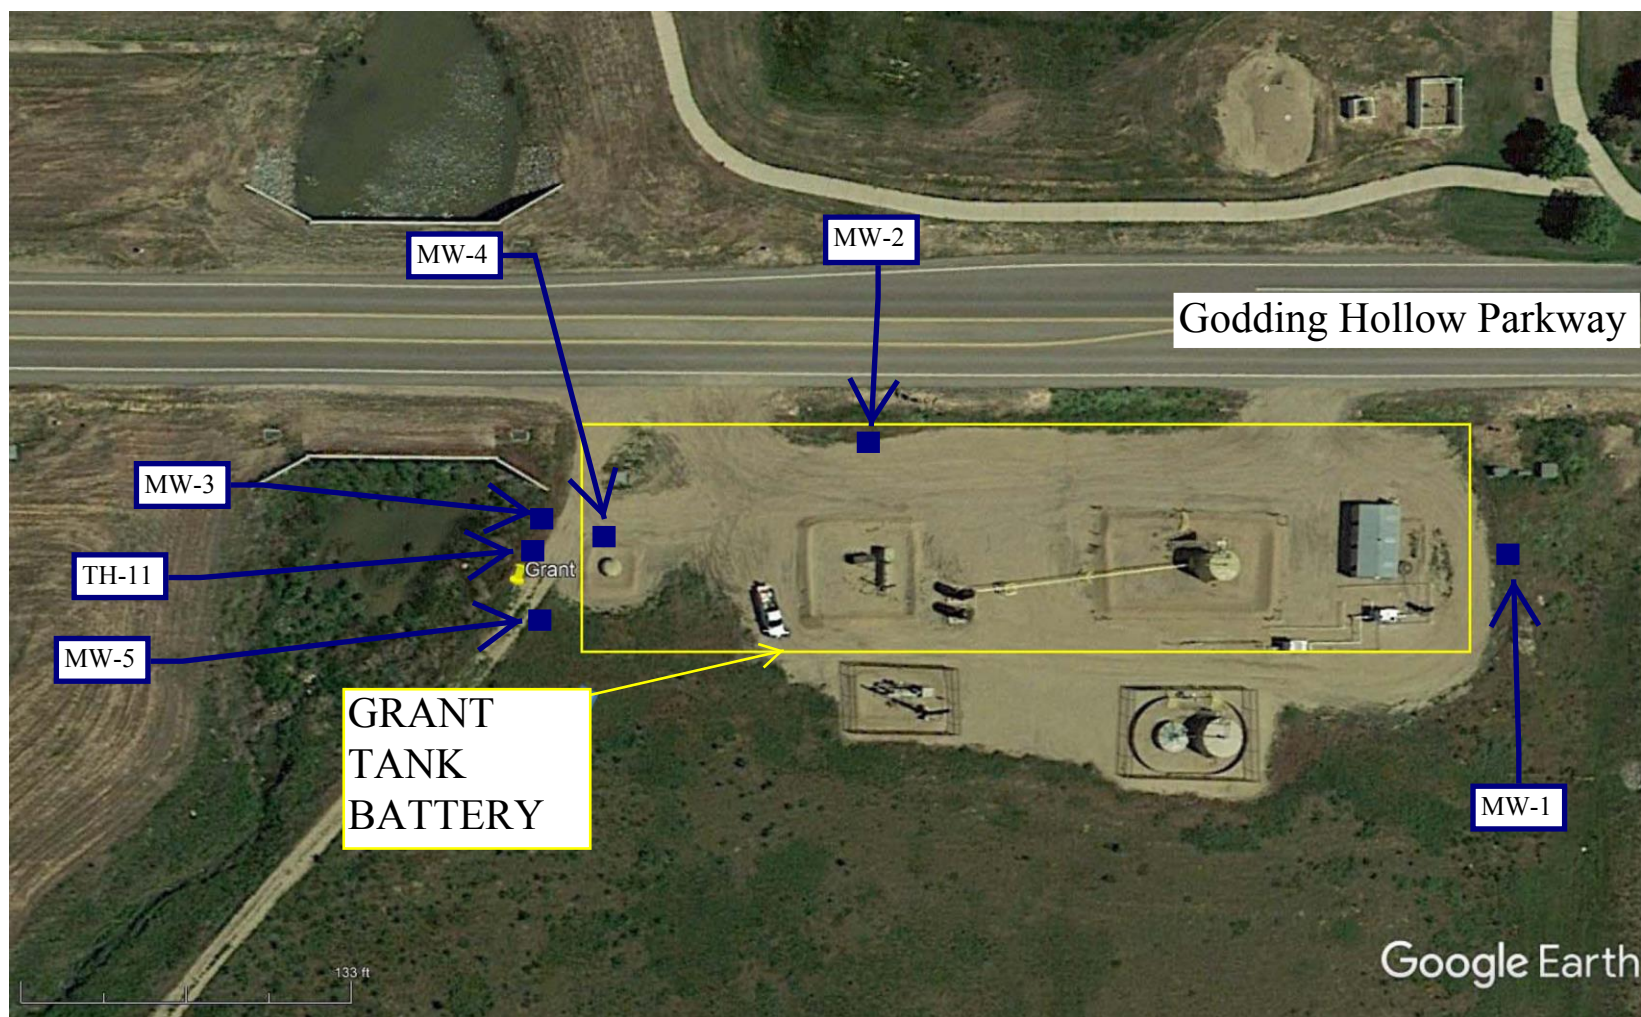 MW-2
MW-4
Godding Hollow Parkway
MW-3
TH-11
Grant
MW-5
GRANT
TANK
BATTERY
MW-1
Google Earth
133 ft